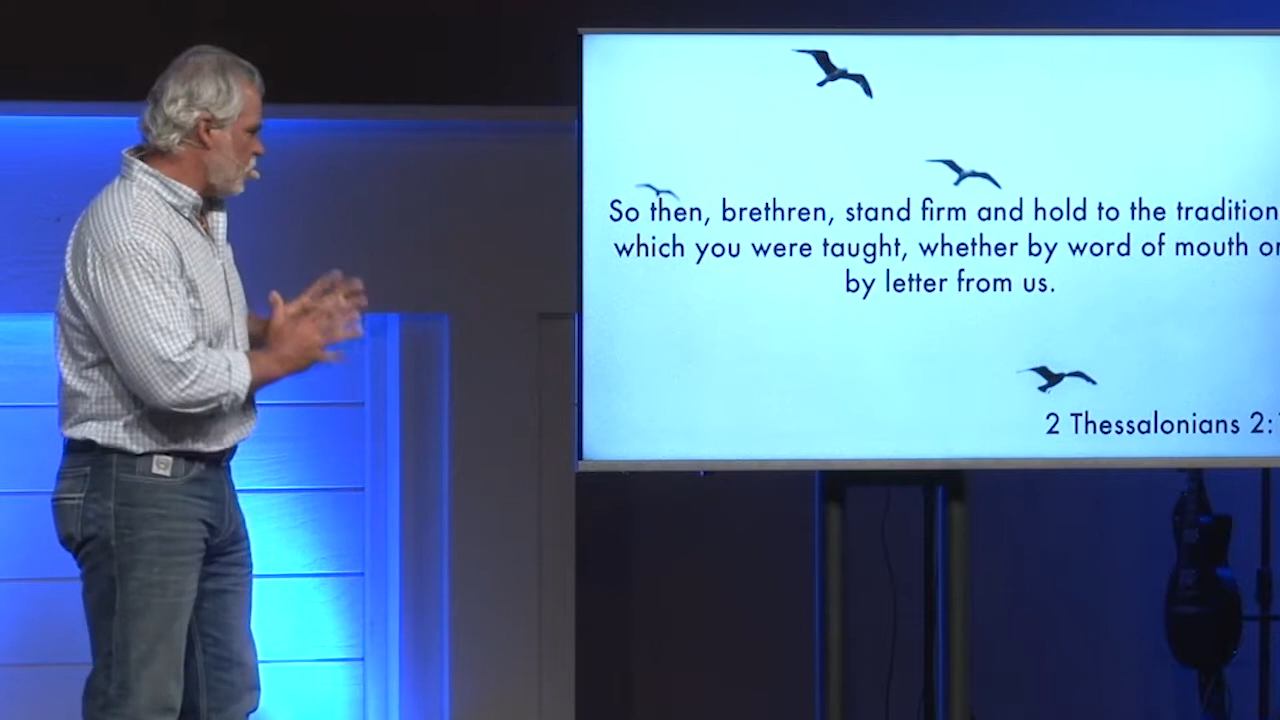 So then, brethren, stand firm and hold to the tradition
which you were taught, whether by word of mouth or
by letter from us.
2 Thessalonians 2: